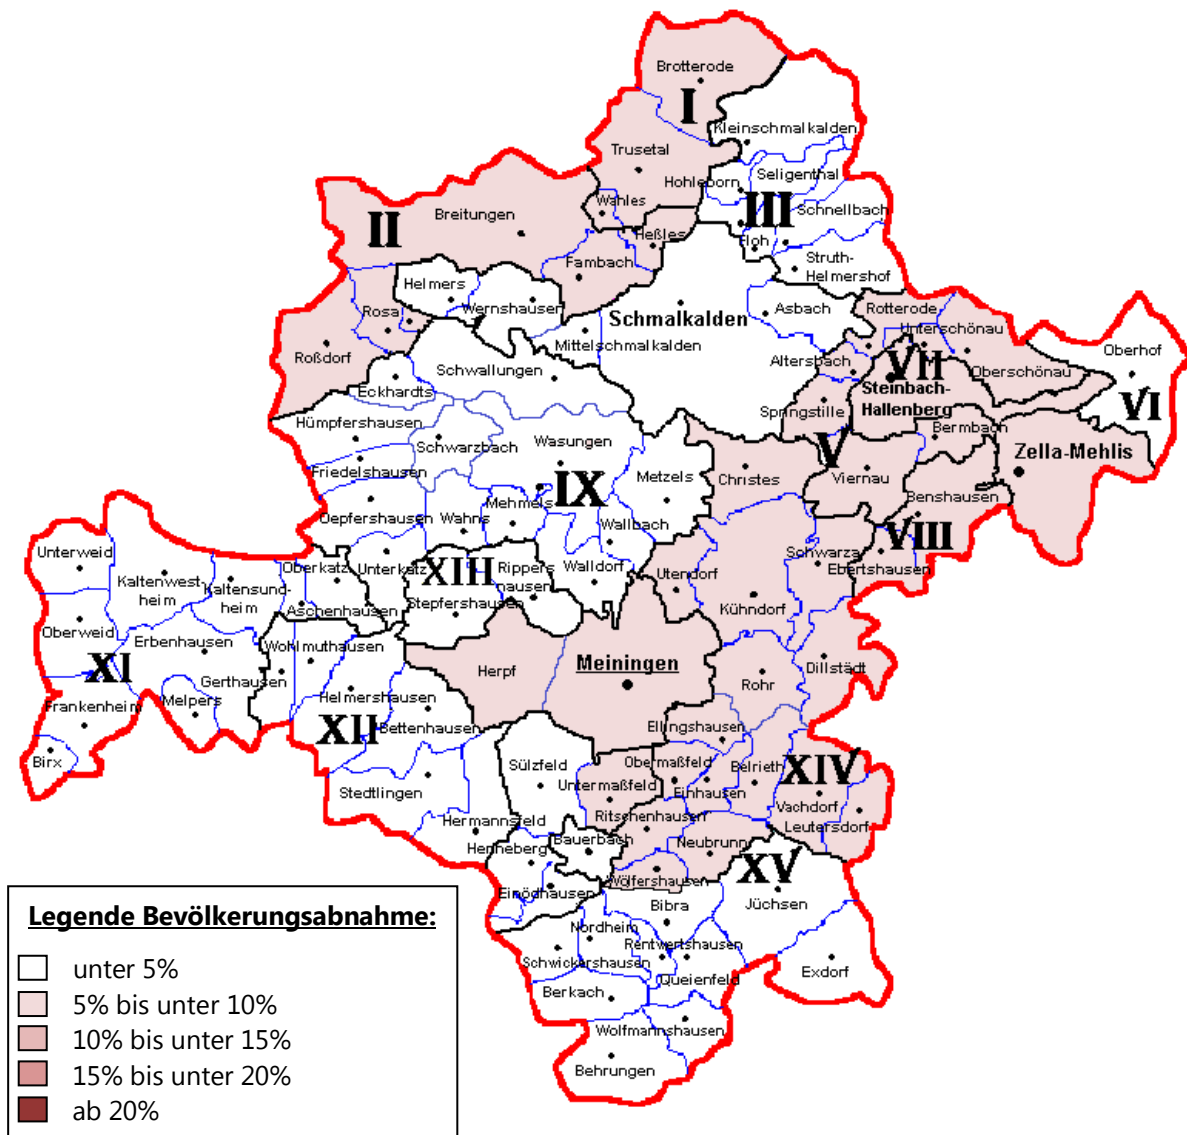 Brotterode
I
Kleinschmalkalden
Trusetal
Seligenthal
Hohleborn
Wahles
III
Schnellbach
II
Breitungen
Heßles
Floh
Struth-
Helmershof
Fambach
Helmers
Wernshausen
Asbach
Rotterode
Rosa
Schmalkalden
Unterschönau
Mittelschmalkalden
Oberhof
Roßdorf
Altersbach
VII
Oberschönau
Schwallungen
Steinbach-
Hallenberg
Eckhardts
VI
Springstille
Hümpfershausen
Bermbach
Schwarzbach
Wasungen
V
Zella-Mehlis
Friedelshausen
Metzels
Christes
Viernau
IX
Benshausen
Mehmels
Oepfershausen
Wahns
Wallbach
VIII
Unterweid
Oberkatz
Unterkatz
XIII
Rippers
hausen
Walldorf
Schwarza
Ebertshausen
Kaltenwest-
heim
Kaltensund-
heim
Utendorf
Kühndorf
Aschenhausen
Stepfershausen
Oberweid
Erbenhausen
Wohlmuthausen
XI
Herpf
Meiningen
Dillstädt
Rohr
Gerthausen
Helmershausen
Frankenheim
Melpers
XII
Bettenhausen
Ellingshausen
Birx
Sülzfeld
Obermaßfeld
Belrieth
XIV
Stedtlingen
Untermaßfeld
Einhausen
Vachdorf
Ritschenhausen
Leutersdorf
Hermannsfeld
Bauerbach
Neubrunn
Henneberg
XV
Wölfershausen
Einödhausen
Bibra
Jüchsen
Nordheim
Rentwertshausen
Schwickershausen
Exdorf
Queienfeld
Berkach
Wolfmannshausen
Behrungen
Legende Bevölkerungsabnahme:
unter 5%
5% bis unter 10%
10% bis unter 15%
15% bis unter 20%
ab 20%